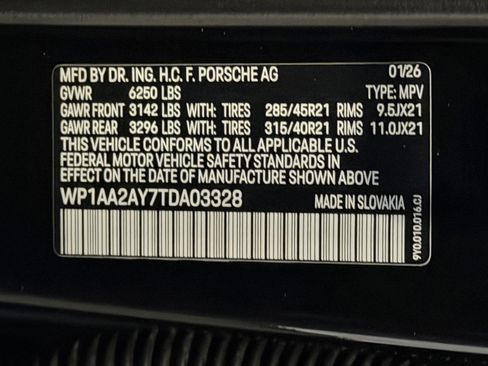 MFD BY DR. ING. H.C. F. PORSCHE AG 01/26
GVWR 6250 LBS TYPE: MPV
GAWR FRONT 3142 LBS WITH: TIRES 285/45R21 RIMS 9.5JX21
GAWR REAR 3296 LBS WITH: TIRES 315/40R21 RIMS 11.0JX21
THIS VEHICLE CONFORMS TO ALL APPLICABLE U.S.
FEDERAL MOTOR VEHICLE SAFETY STANDARDS IN
EFFECT ON THE DATE OF MANUFACTURE SHOWN ABOVE
WP1AA2AY7TDA03328 MADE IN SLOVAKIA
9Y0.010.016.CJ